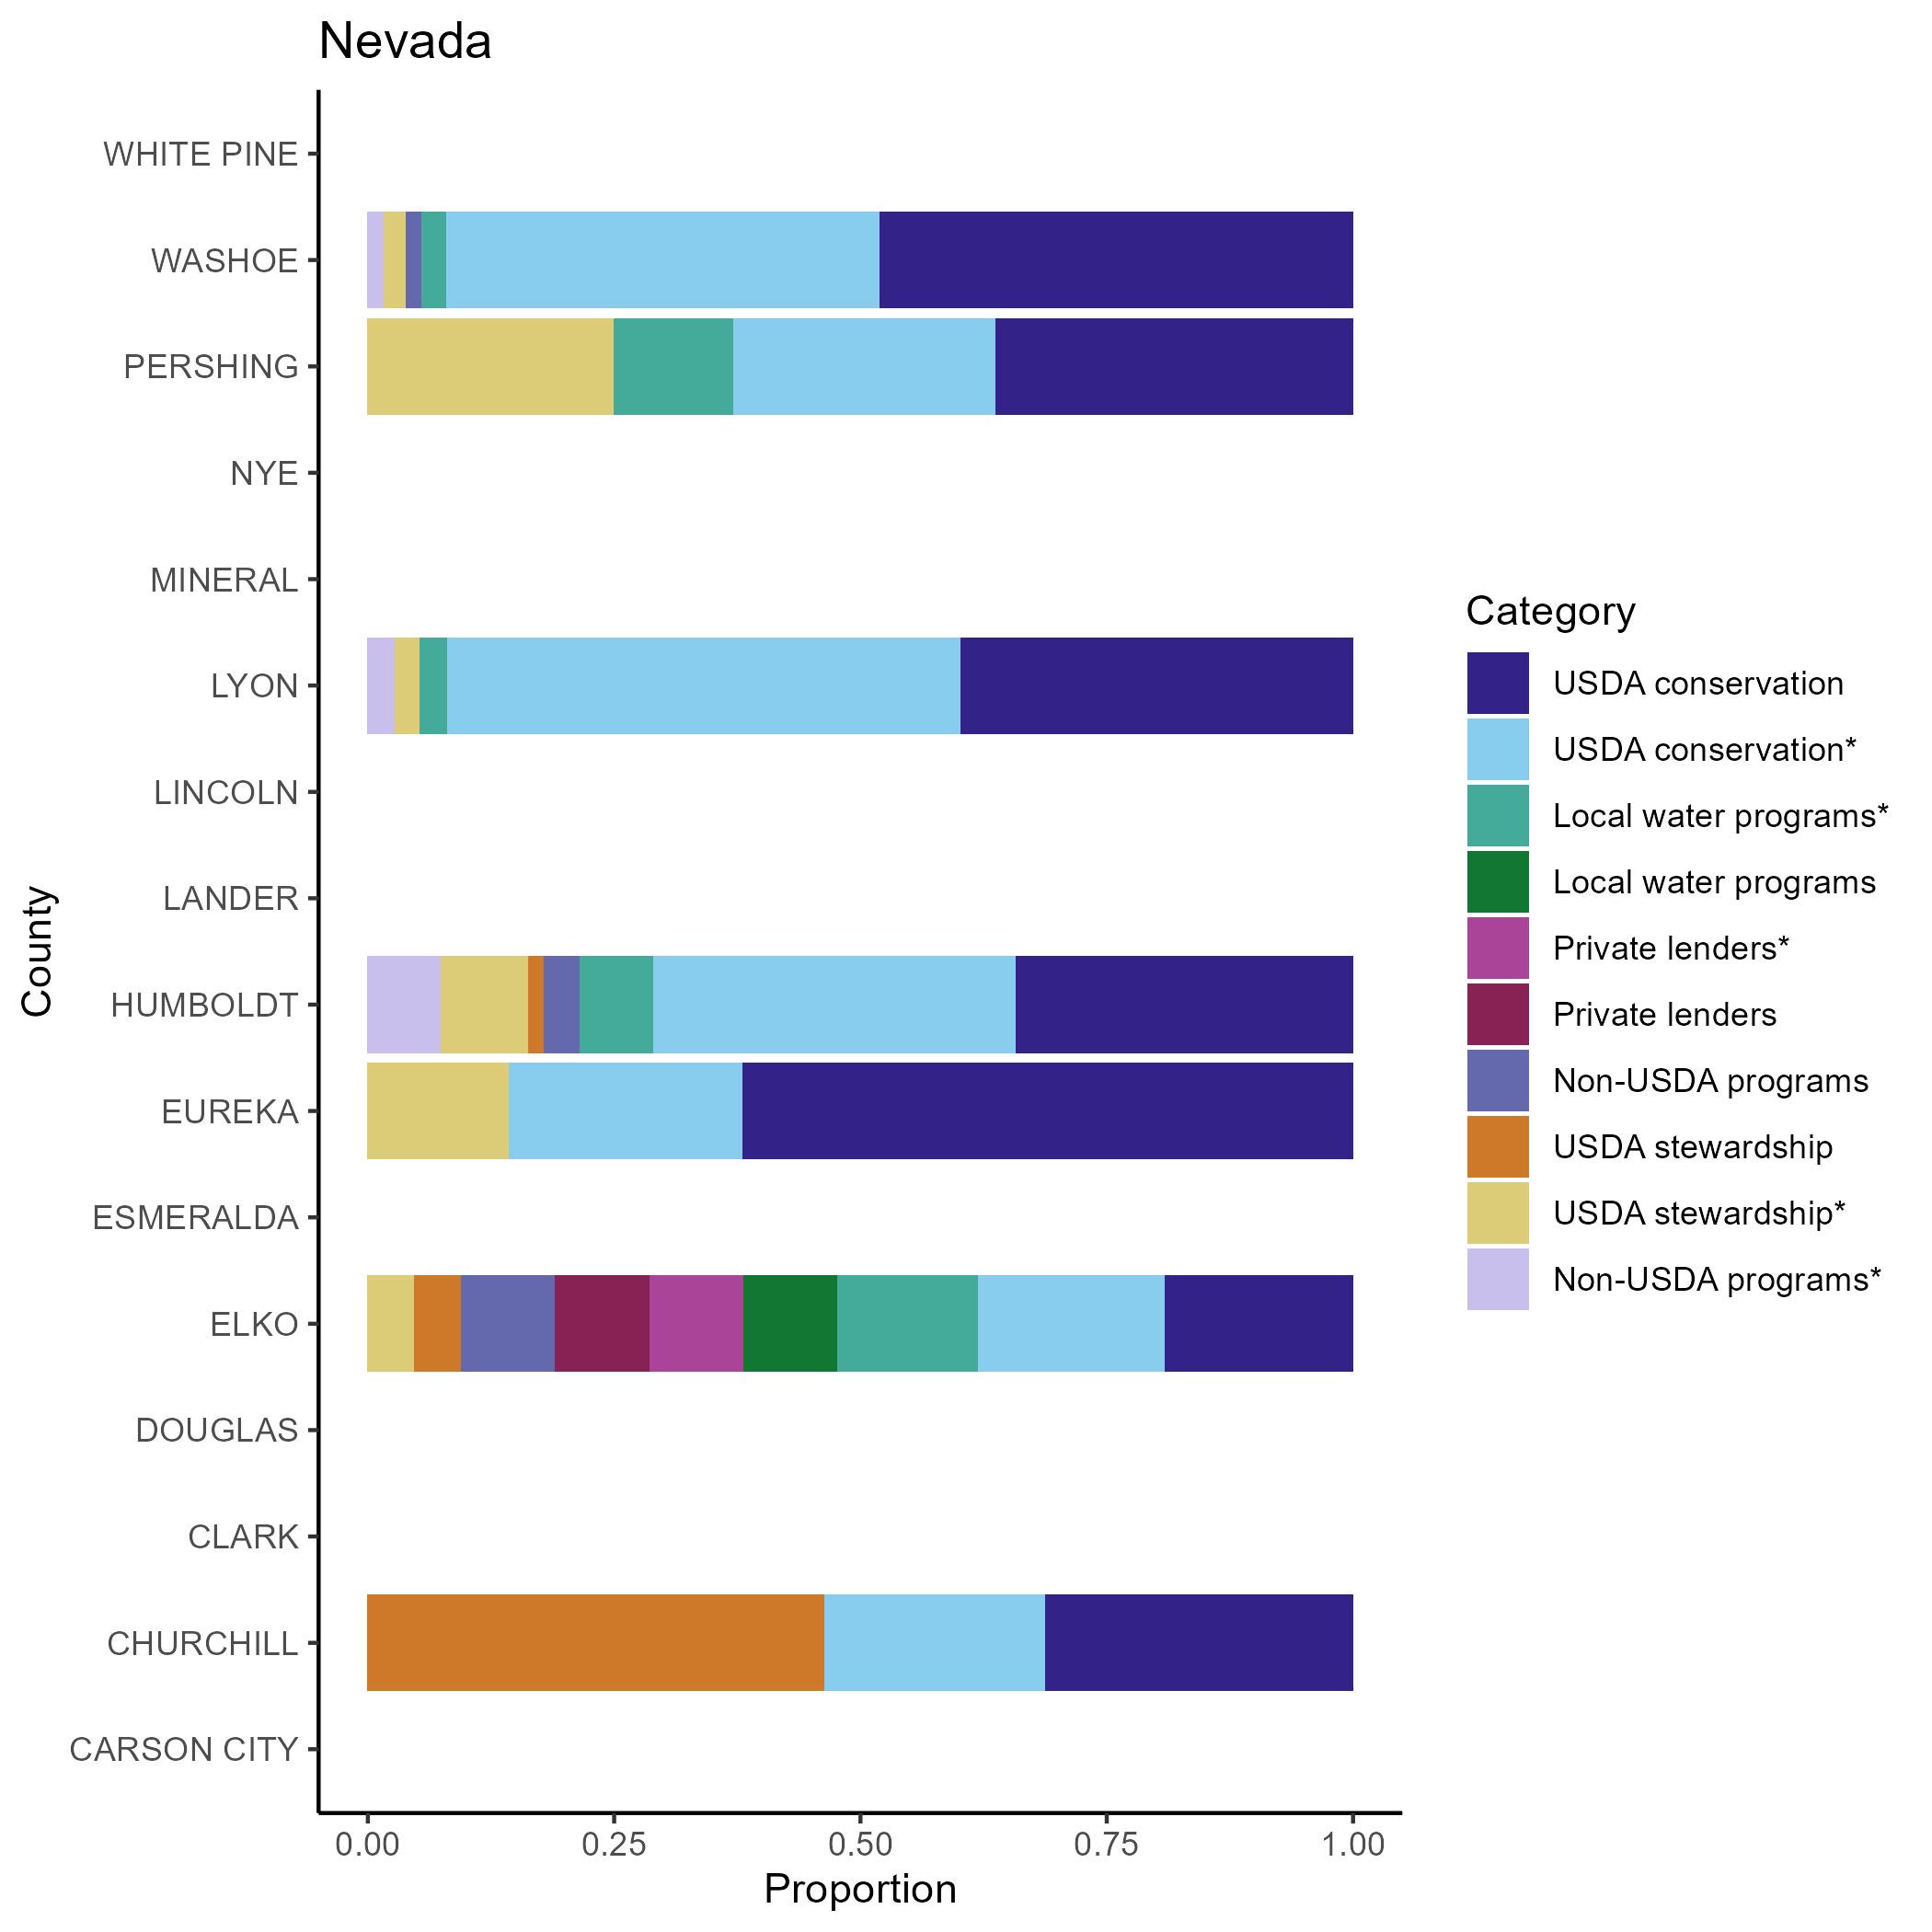 Nevada
WHITE PINE
WASHOE
PERSHING
NYE
MINERAL
LYON
LINCOLN
LANDER
HUMBOLDT
EUREKA
ESMERALDA
ELKO
DOUGLAS
CLARK
CHURCHILL
CARSON CITY
County
0.00 0.25 0.50 0.75 1.00
Proportion
Category
USDA conservation
USDA conservation*
Local water programs*
Local water programs
Private lenders*
Private lenders
Non-USDA programs
USDA stewardship
USDA stewardship*
Non-USDA programs*